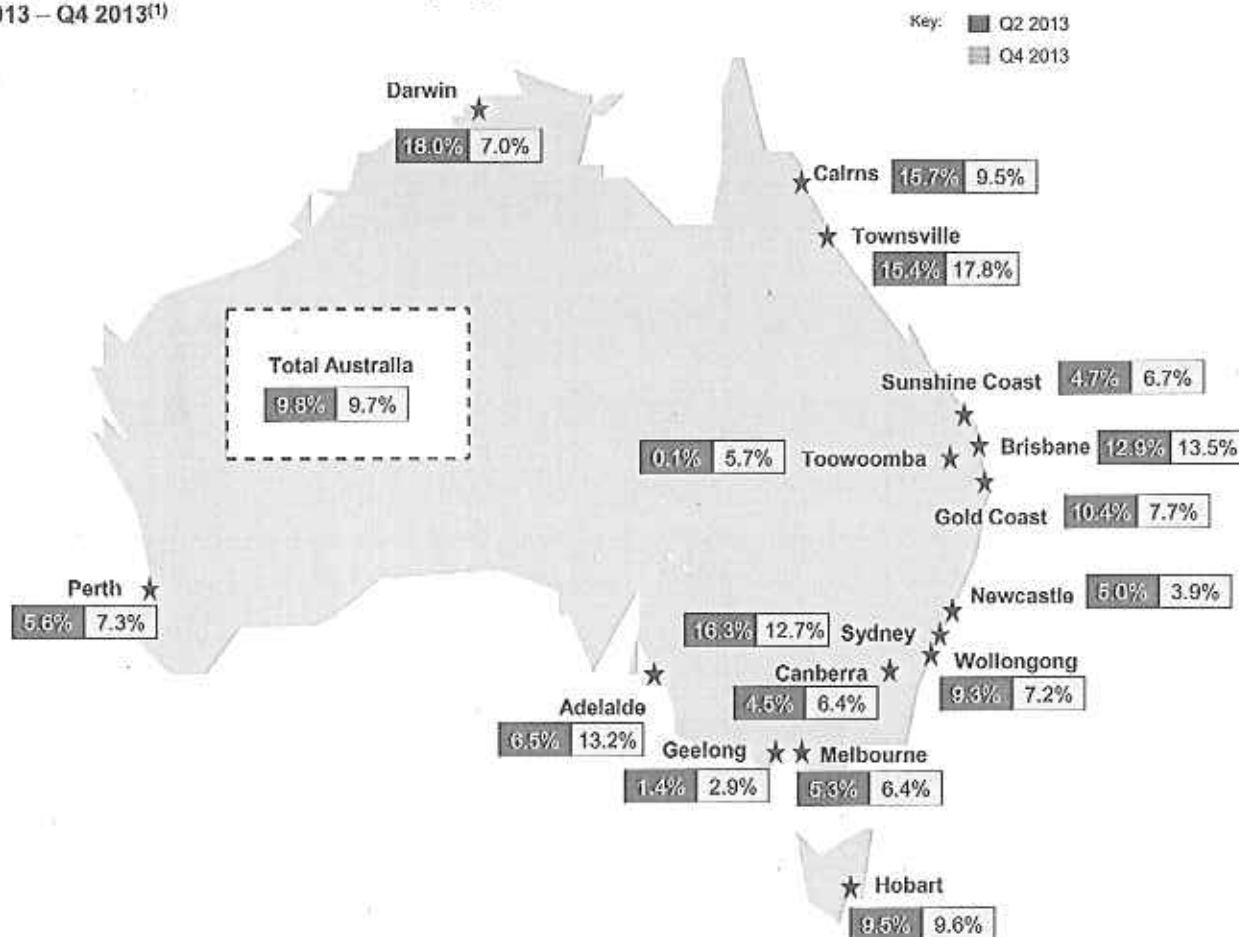 013 – Q4 2013(1)
Key: Q2 2013
Q4 2013
Darwin
18.0% 7.0%
Cairns 15.7% 9.5%
Townsville
15.4% 17.8%
Total Australia
9.8% 9.7%
Sunshine Coast 4.7% 6.7%
0.1% 5.7% Toowoomba
Brisbane 12.9% 13.5%
Gold Coast 10.4% 7.7%
Perth
5.6% 7.3%
Newcastle 5.0% 3.9%
16.3% 12.7% Sydney
Wollongong
9.3% 7.2%
Canberra
4.5% 6.4%
Adelaide
6.5% 13.2%
Geelong
1.4% 2.9%
Melbourne
5.3% 6.4%
Hobart
9.5% 9.6%